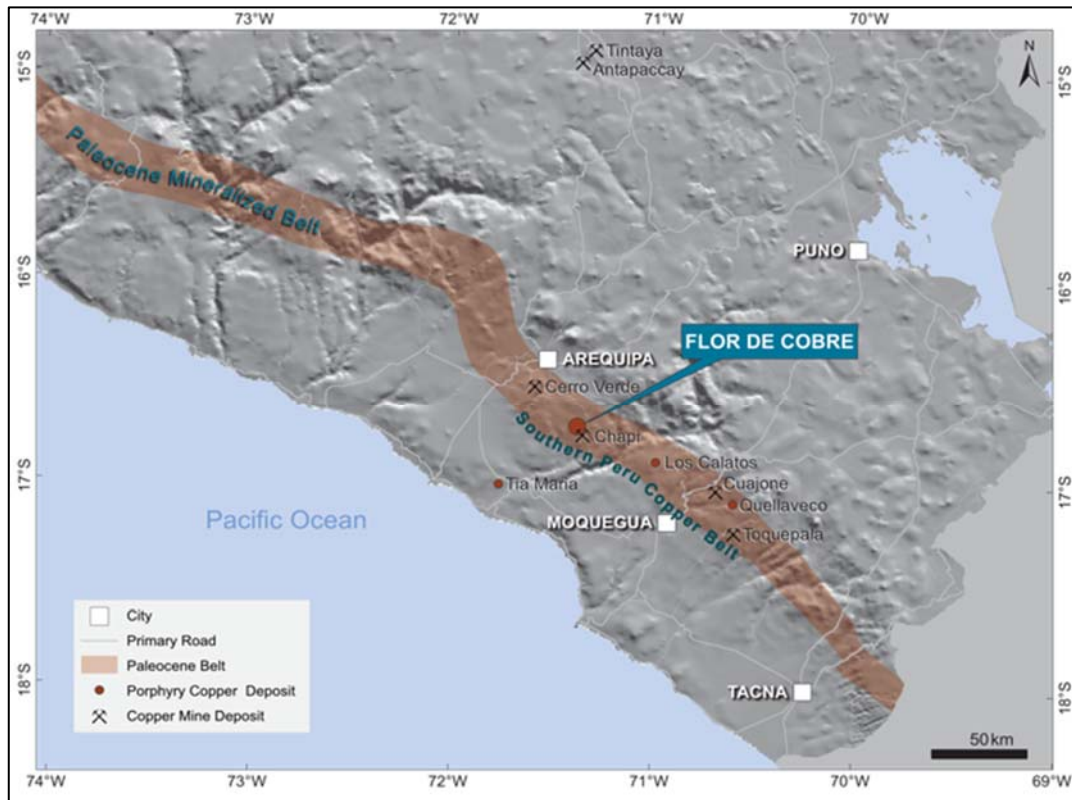 74°W 73°W 72°W 71°W 70°W
N
15°S
15°S
Tintaya
Antapaccay
Paleocene Mineralized Belt
PUNO
16°S
16°S
FLOR DE COBRE
AREQUIPA
Cerro Verde
Chapi
Southern Peru Copper Belt
Los Calatos
Tia Maria
Cuajone
17°S
17°S
Quellaveco
Pacific Ocean
MOQUEGUA
Toquepala
City
Primary Road
Paleocene Belt
Porphyry Copper Deposit
Copper Mine Deposit
18°S
TACNA
18°S
50 km
74°W 73°W 72°W 71°W 70°W 69°W